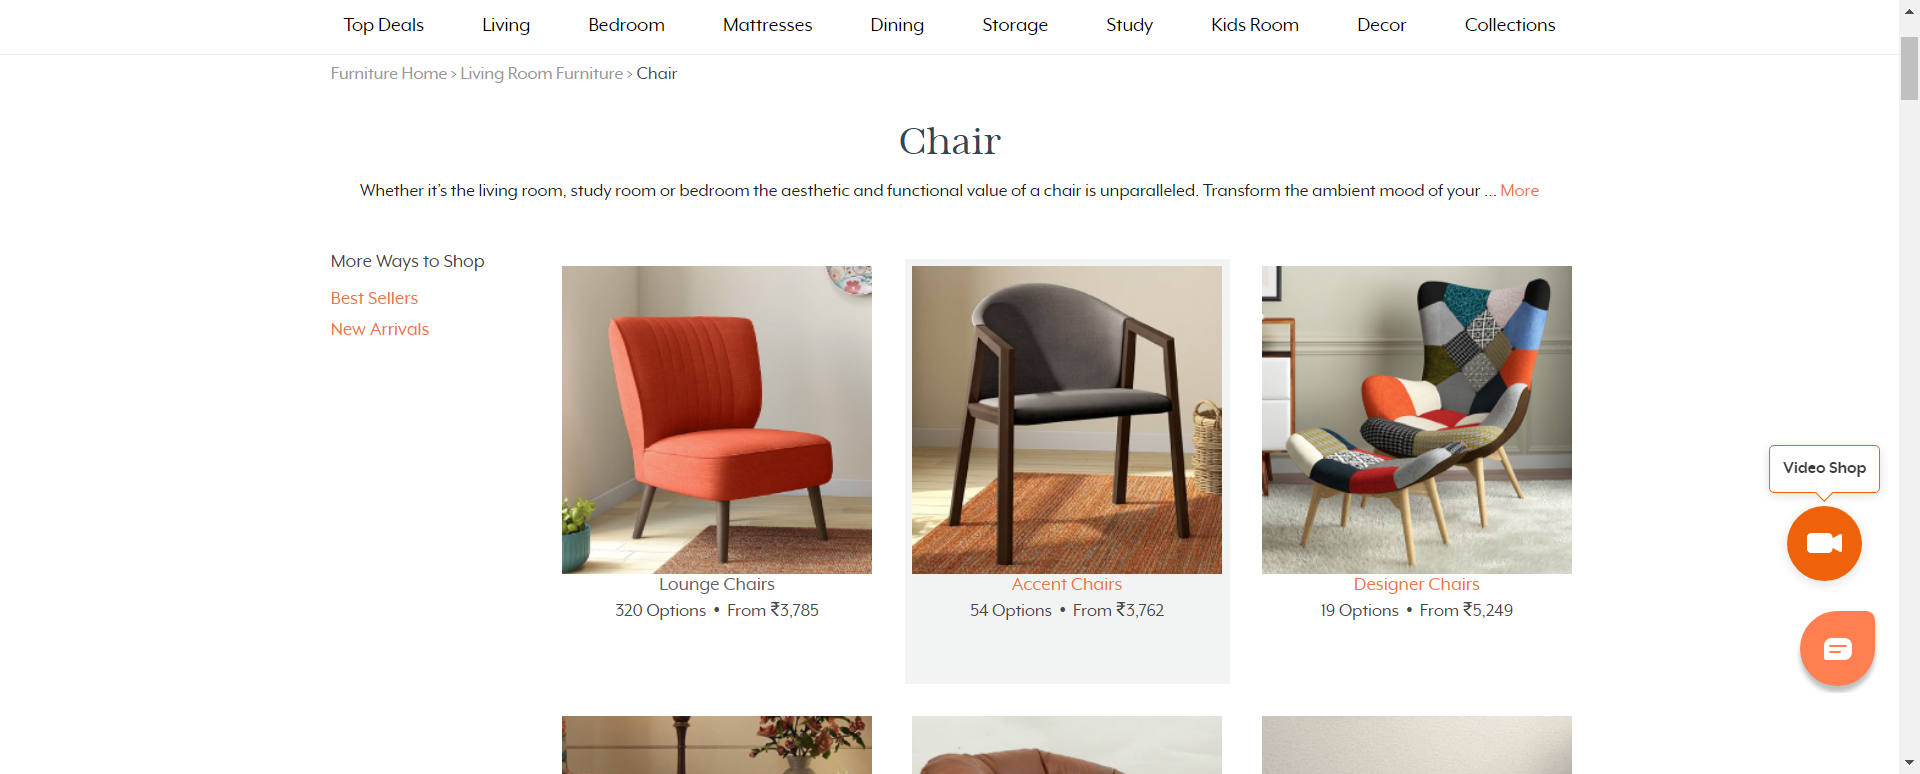 Top Deals Living Bedroom Mattresses Dining Storage Study Kids Room Decor Collections
Furniture Home > Living Room Furniture > Chair
Chair
Whether it's the living room, study room or bedroom the aesthetic and functional value of a chair is unparalleled. Transform the ambient mood of your ... More
More Ways to Shop
Best Sellers
New Arrivals
Lounge Chairs
320 Options • From ₹3,785
Accent Chairs
54 Options • From ₹3,762
Designer Chairs
19 Options • From ₹5,249
Video Shop